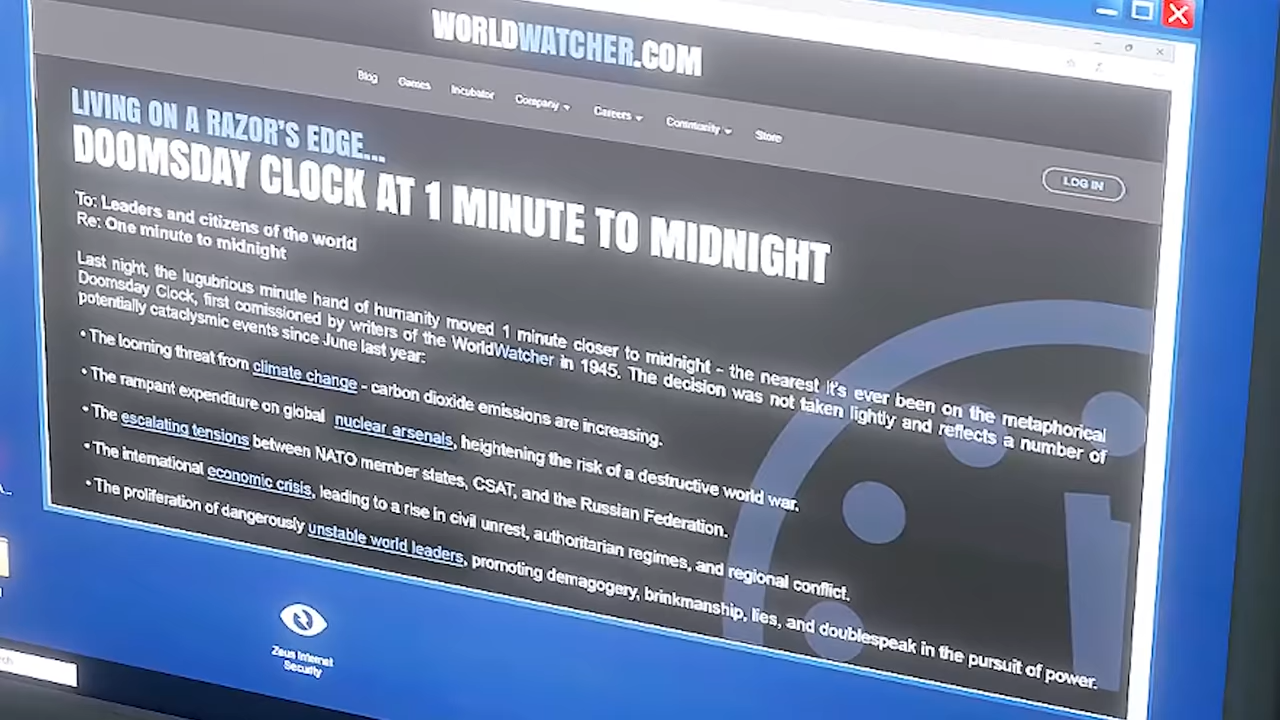 WORLDWATCHER.COM
Blog Games Incubator Company Careers Community Store
LOG IN
LIVING ON A RAZOR'S EDGE...
DOOMSDAY CLOCK AT 1 MINUTE TO MIDNIGHT
To: Leaders and citizens of the world
Re: One minute to midnight
Last night, the lugubrious minute hand of humanity moved 1 minute closer to midnight - the nearest it's ever been on the metaphorical
Doomsday Clock, first comissioned by writers of the WorldWatcher in 1945. The decision was not taken lightly and reflects a number of
potentially cataclysmic events since June last year:
• The looming threat from climate change - carbon dioxide emissions are increasing.
• The rampant expenditure on global nuclear arsenals, heightening the risk of a destructive world war.
• The escalating tensions between NATO member states, CSAT, and the Russian Federation.
• The international economic crisis, leading to a rise in civil unrest, authoritarian regimes, and regional conflict.
• The proliferation of dangerously unstable world leaders, promoting demagogery, brinkmanship, lies, and doublespeak in the pursuit of power.
Zeus Internet
Security